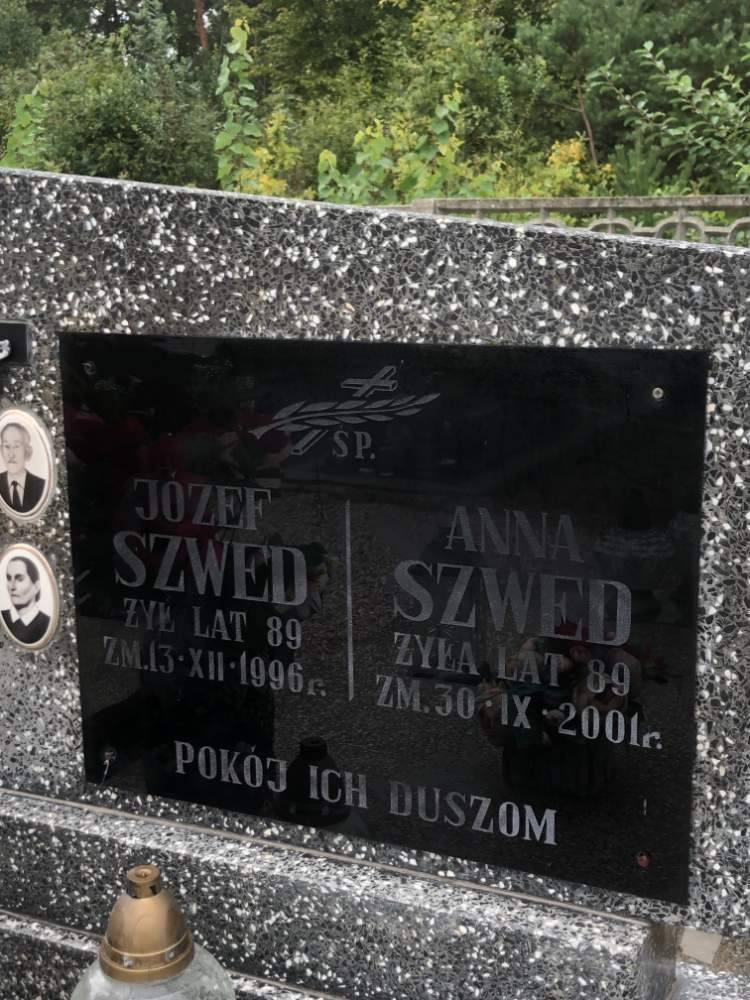 ŚP.
JÓZEF
SZWED
ŻYŁ LAT 89
ZM.13·XII·1996r.
ANNA
SZWED
ŻYŁA LAT 89
ZM.30·IX·2001r.
POKÓJ ICH DUSZOM